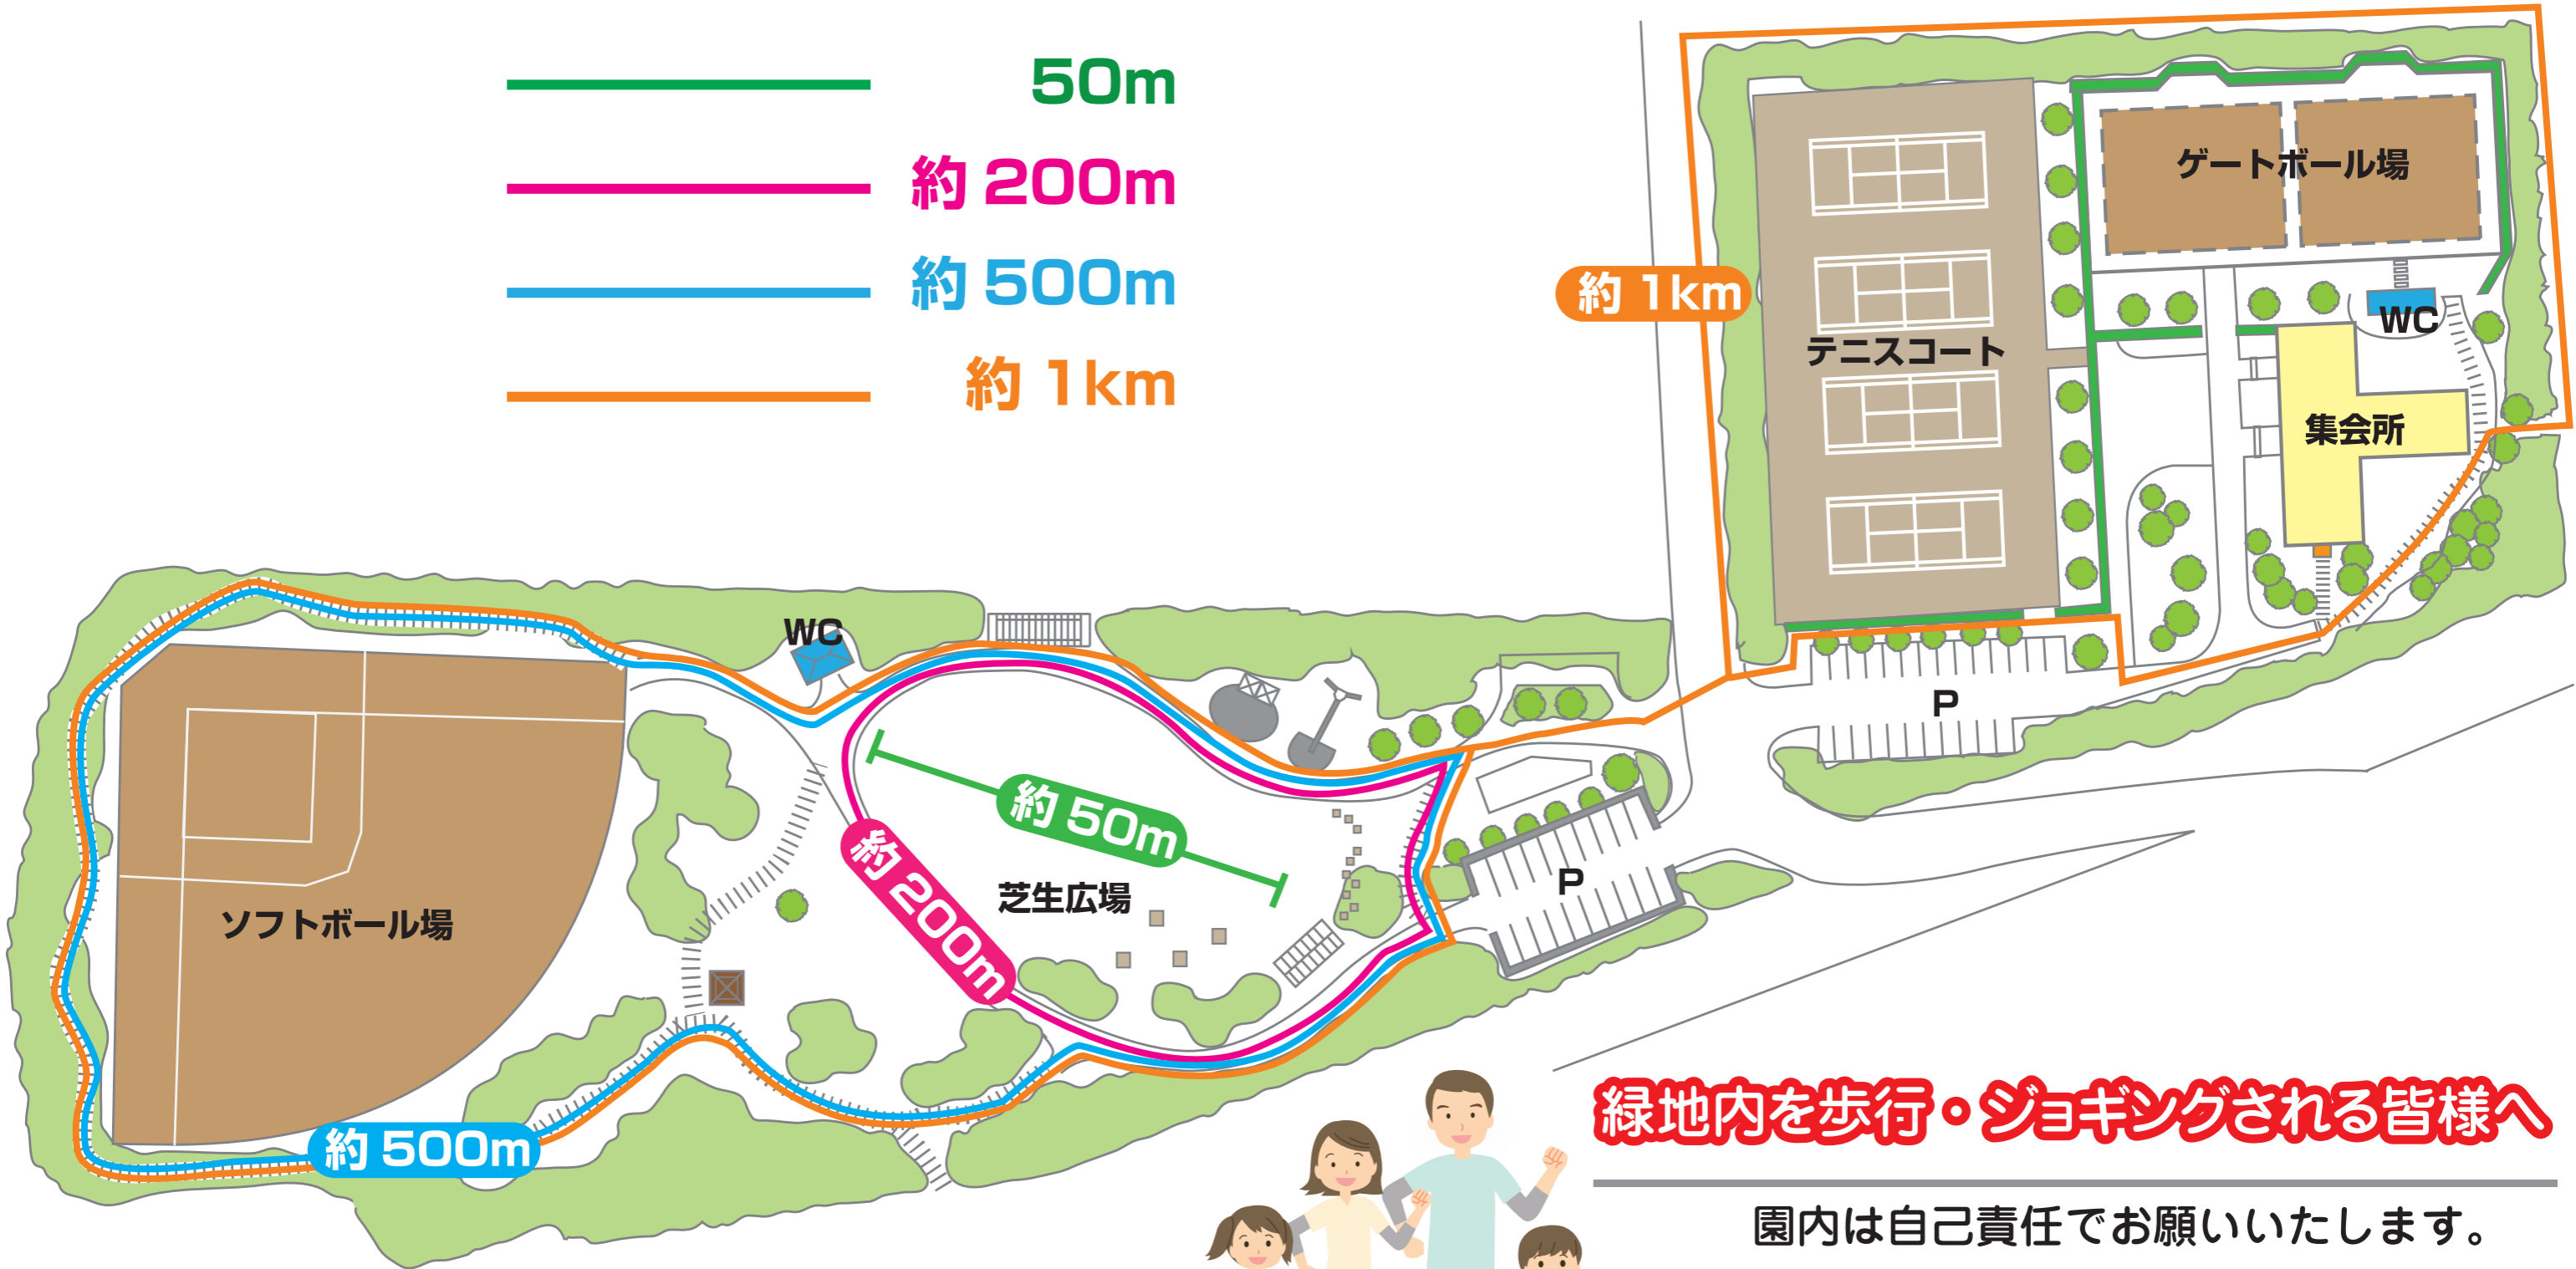 50m
約 200m
約 500m
約 1km
ゲートボール場
約 1km
WC
テニスコート
集会所
WC
P
約 50m
約 200m
芝生広場
P
ソフトボール場
約 500m
緑地内を歩行・ジョギングされる皆様へ
園内は自己責任でお願いいたします。